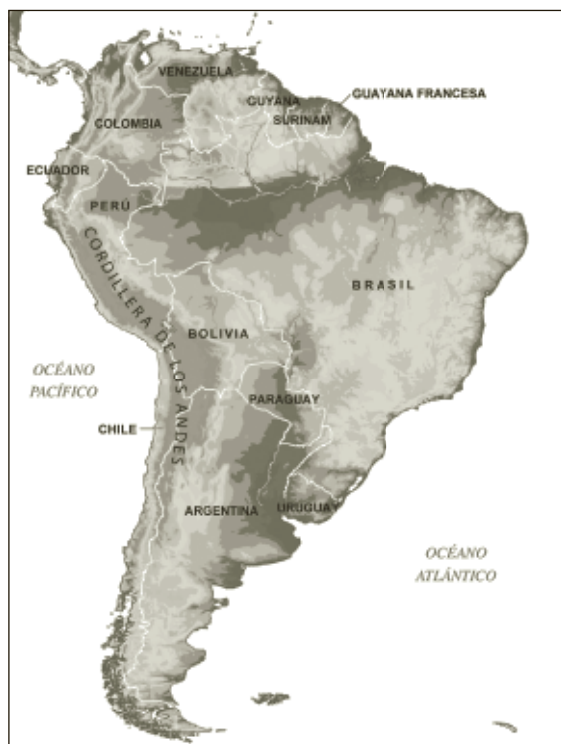 VENEZUELA
GUYANA
GUAYANA FRANCESA
SURINAM
COLOMBIA
ECUADOR
PERÚ
CORDILLERA DE LOS ANDES
BRASIL
BOLIVIA
OCÉANO
PACÍFICO
PARAGUAY
CHILE
ARGENTINA
URUGUAY
OCÉANO
ATLÁNTICO